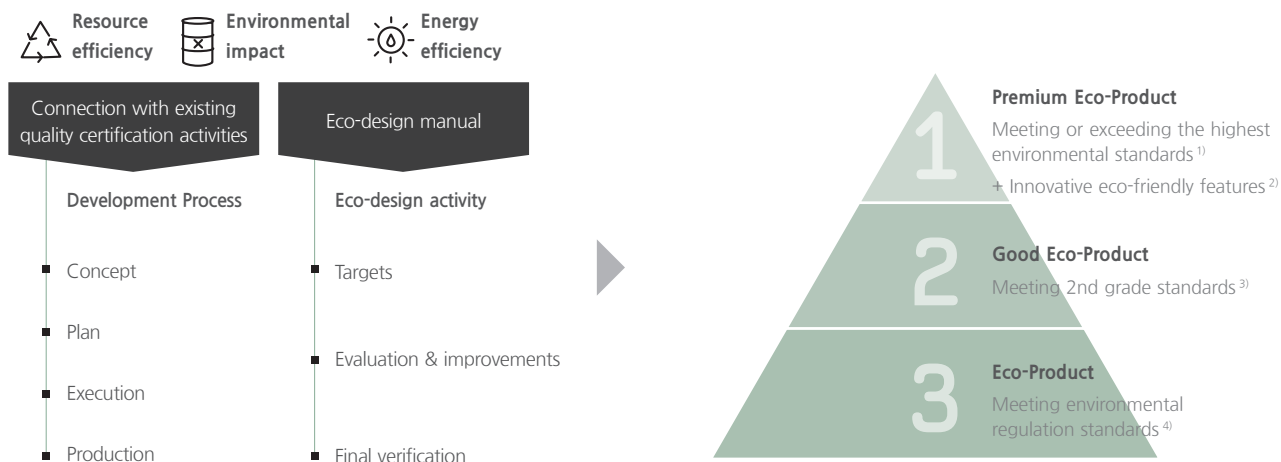 Resource
efficiency
Environmental
impact
Energy
efficiency
Connection with existing
quality certification activities
Eco-design manual
Development Process
Concept
Plan
Execution
Production
Eco-design activity
Targets
Evaluation & improvements
Final verification
1
Premium Eco-Product
Meeting or exceeding the highest
environmental standards 1)
+ Innovative eco-friendly features 2)
2
Good Eco-Product
Meeting 2nd grade standards 3)
3
Eco-Product
Meeting environmental
regulation standards 4)